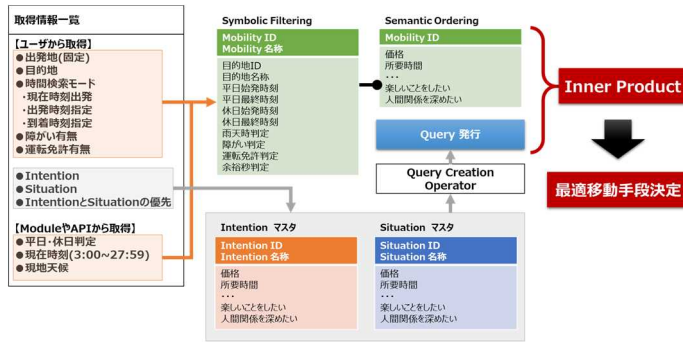 取得情報一覧
【ユーザから取得】
●出発地(固定)
●目的地
●時間検索モード
・現在時刻出発
・出発時刻指定
・到着時刻指定
●障がい有無
●運転免許有無
●Intention
●Situation
●IntentionとSituationの優先
【ModuleやAPIから取得】
●平日・休日判定
●現在時刻(3:00~27:59)
●現地天候
Symbolic Filtering
Mobility ID
Mobility 名称
目的地ID
目的地名称
平日始発時刻
平日最終時刻
休日始発時刻
休日最終時刻
雨天時判定
障がい判定
運転免許判定
余裕秒判定
Semantic Ordering
Mobility ID
価格
所要時間
・・・
楽しいことをしたい
人間関係を深めたい
Query 発行
Query Creation
Operator
Intention マスタ
Intention ID
Intention 名称
価格
所要時間
・・・
楽しいことをしたい
人間関係を深めたい
Situation マスタ
Situation ID
Situation 名称
価格
所要時間
・・・
楽しいことをしたい
人間関係を深めたい
Inner Product
最適移動手段決定